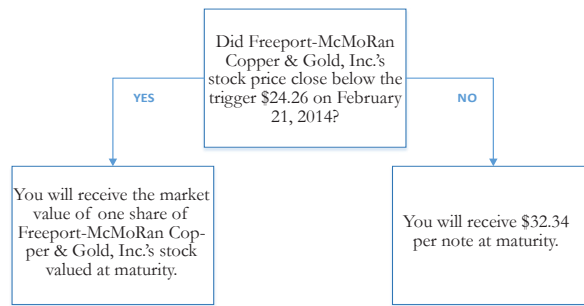 Did Freeport-McMoRan
Copper & Gold, Inc.'s
stock price close below the
trigger $24.26 on February
21, 2014?
YES
NO
You will receive the market
value of one share of
Freeport-McMoRan Cop-
per & Gold, Inc.'s stock
valued at maturity.
You will receive $32.34
per note at maturity.